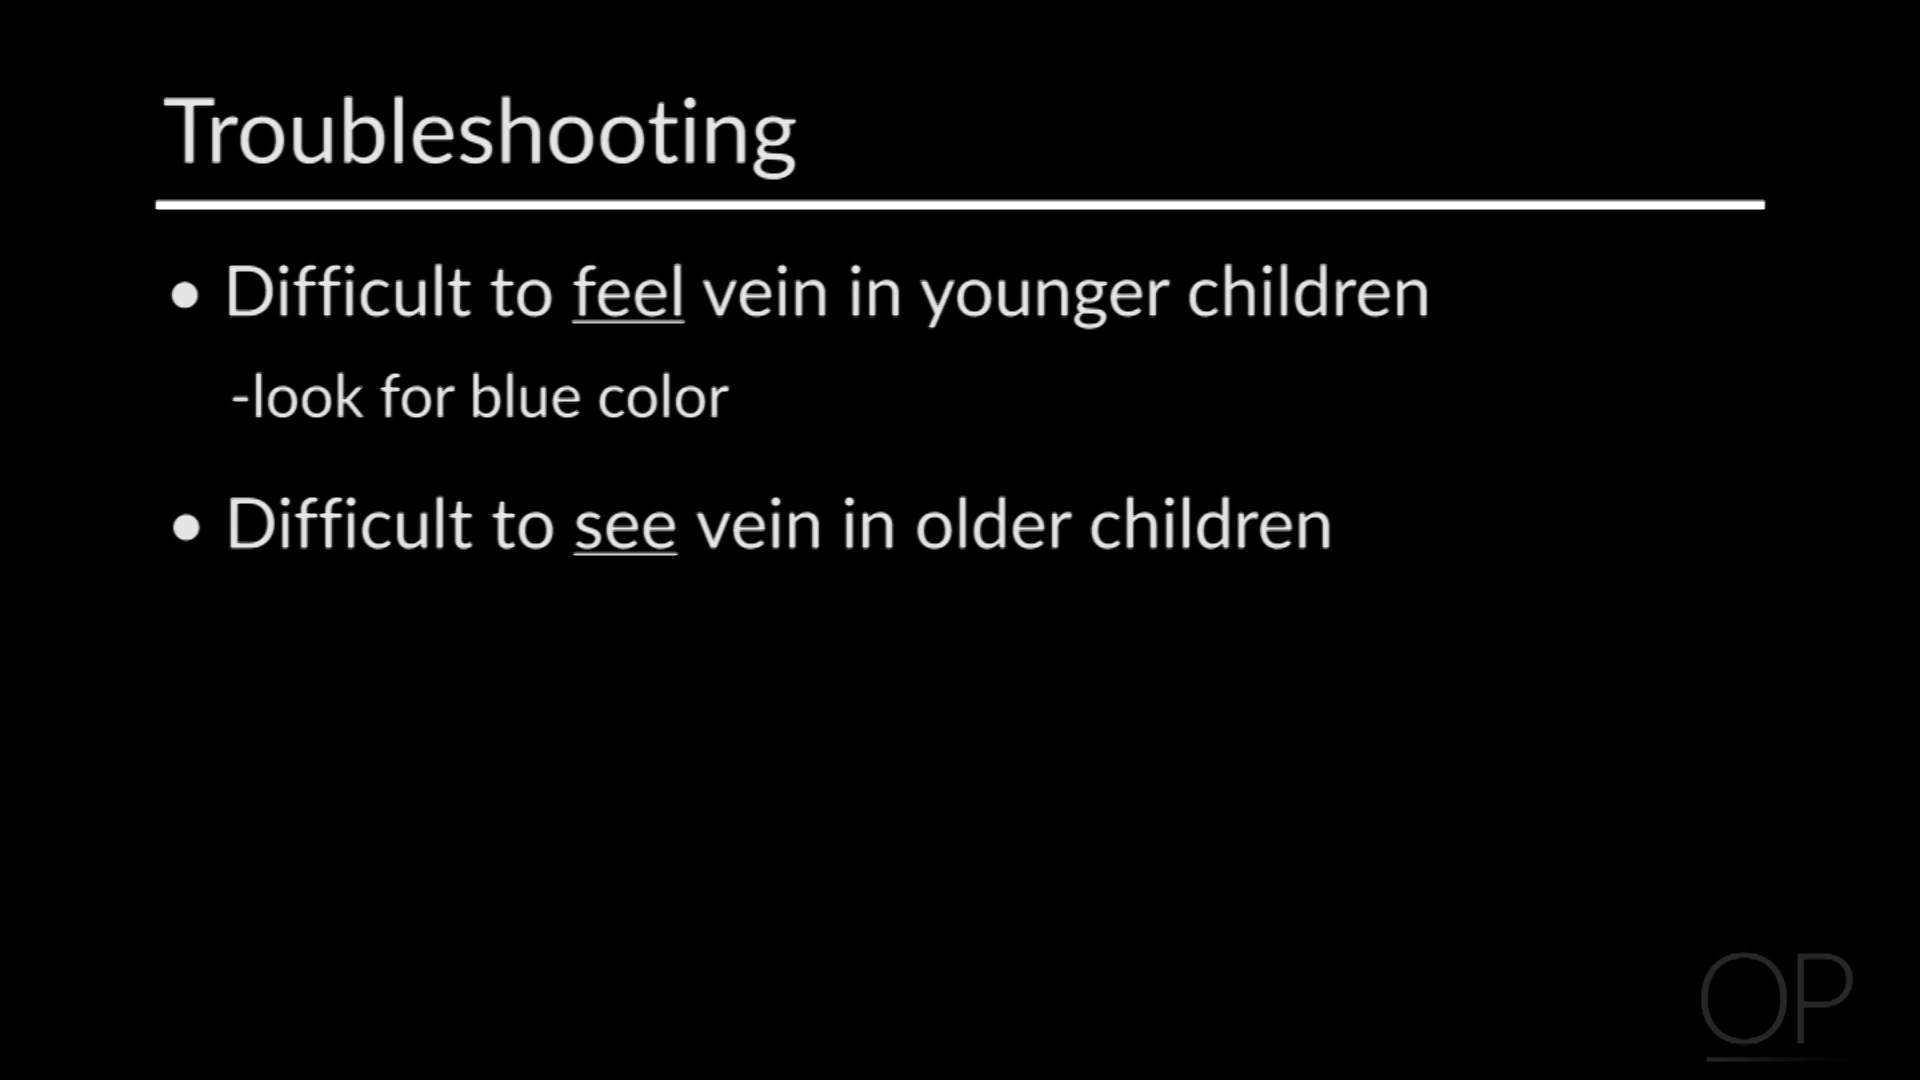 Troubleshooting
• Difficult to feel vein in younger children
-look for blue color
• Difficult to see vein in older children
OP